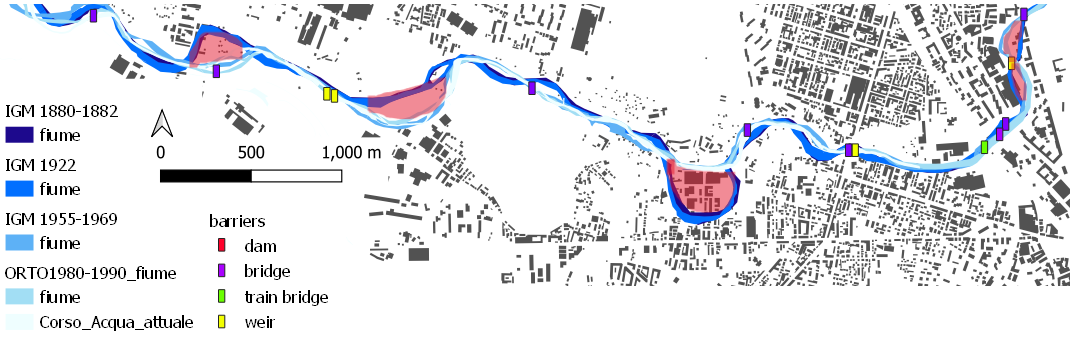 IGM 1880-1882
fiume
IGM 1922
fiume
IGM 1955-1969
fiume
ORTO1980-1990_fiume
fiume
Corso_Acqua_attuale
0 500 1,000 m
barriers
dam
bridge
train bridge
weir